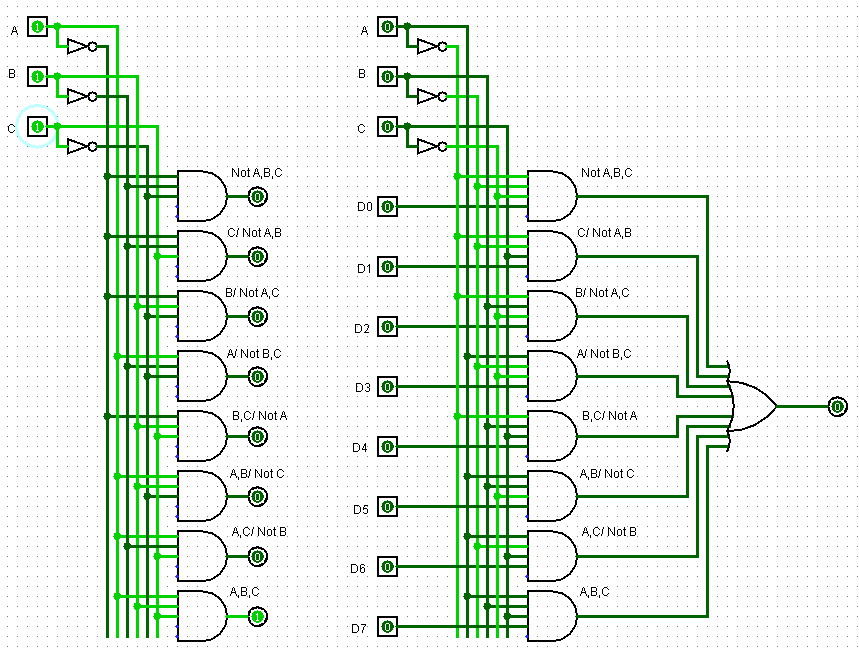 A 1
B 1
C 1
Not A,B,C
0
C/ Not A,B
0
B/ Not A,C
0
A/ Not B,C
0
B,C/ Not A
0
A,B/ Not C
0
A,C/ Not B
0
A,B,C
1
A 0
B 0
C 0
Not A,B,C
D0 0
C/ Not A,B
D1 0
B/ Not A,C
D2 0
A/ Not B,C
D3 0
B,C/ Not A
D4 0
A,B/ Not C
D5 0
A,C/ Not B
D6 0
A,B,C
D7 0
0